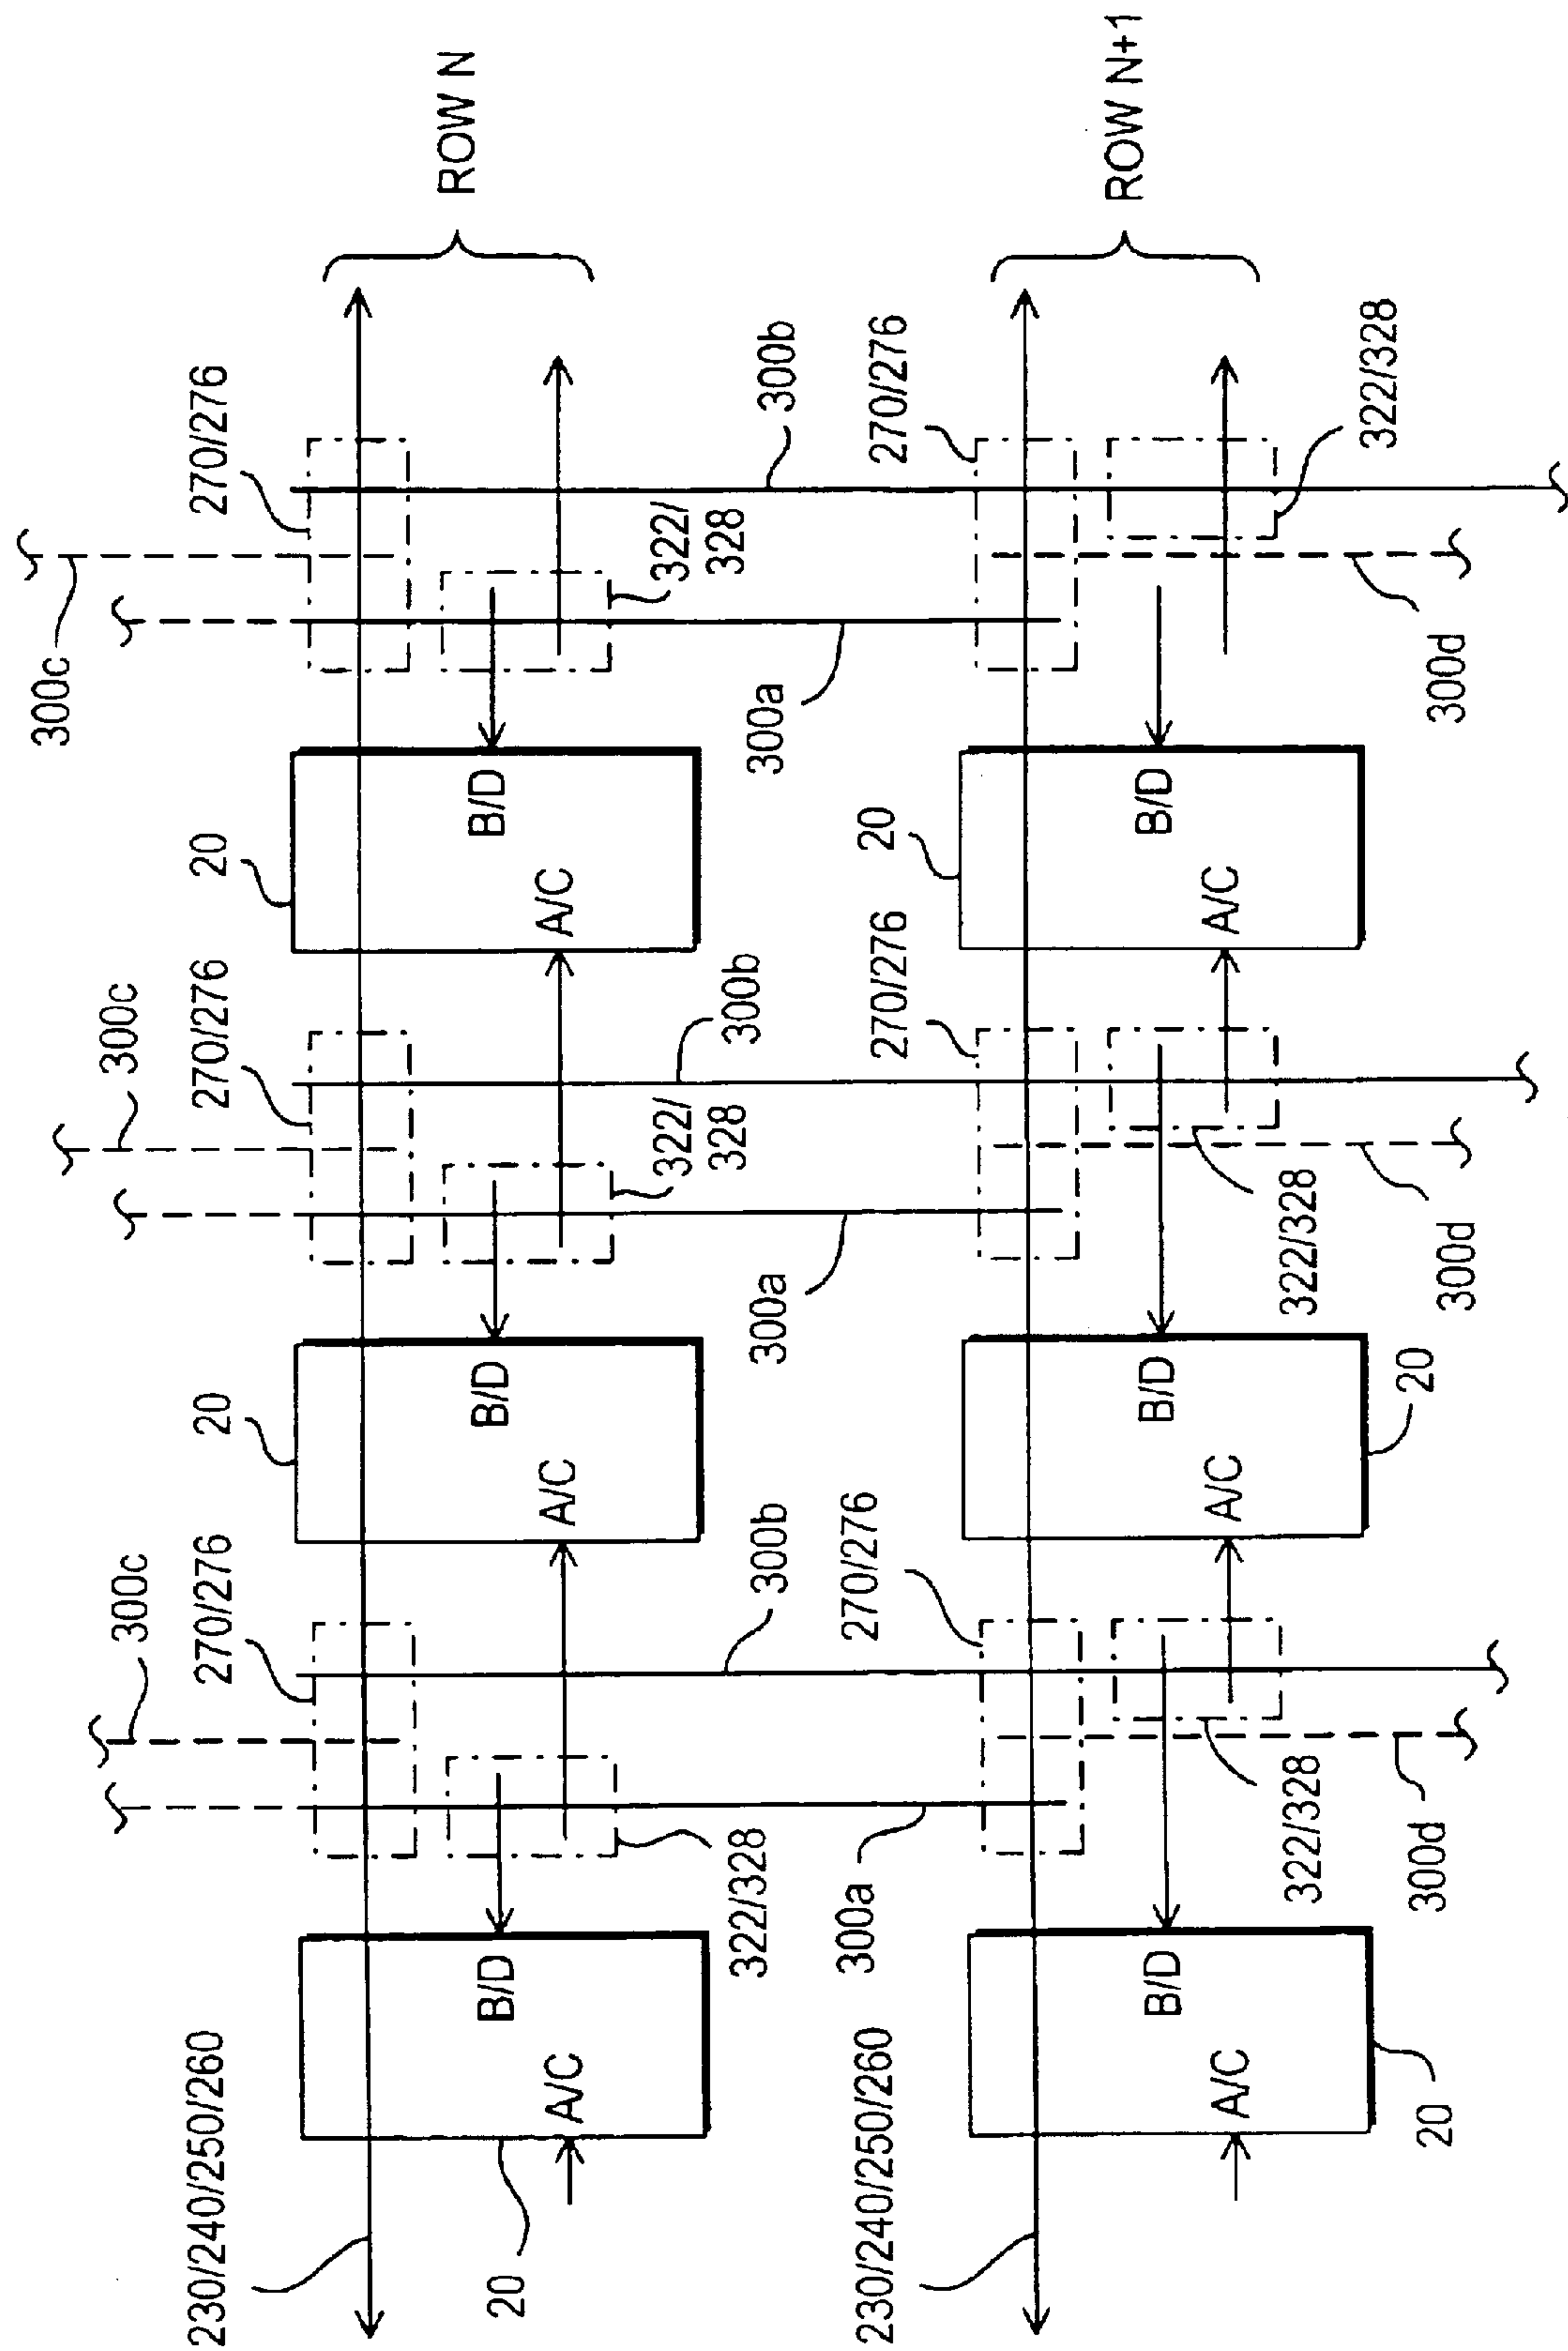 300c
300c
300c
230/240/250/260
270/276
20
270/276
20
270/276
ROW N
B/D
B/D
B/D
20
A/C
A/C
A/C
322/
328
322/
328
322/328
300b
300b
300b
300a
300a
300a
230/240/250/260
270/276
270/276
20
270/276
ROW N+1
B/D
B/D
B/D
A/C
A/C
A/C
322/328
322/328
322/328
20
300d
20
300d
300d